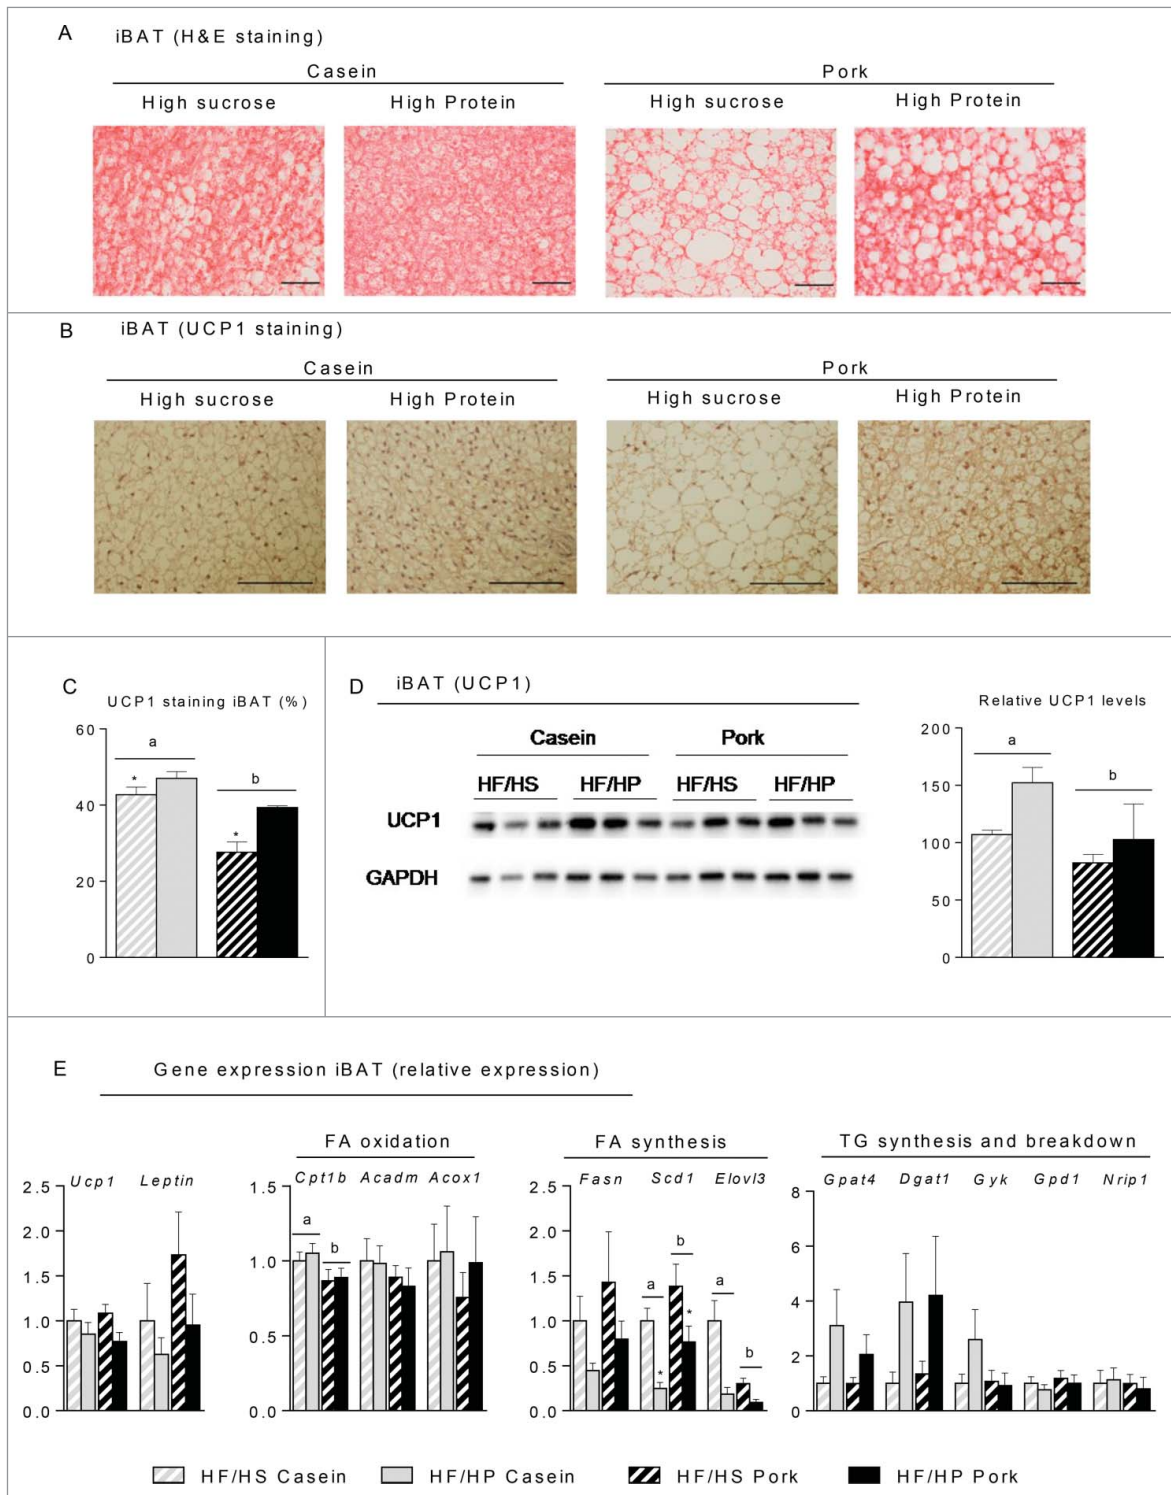 A iBAT (H&E staining)
Casein Pork
High sucrose High Protein High sucrose High Protein
B iBAT (UCP1 staining)
Casein Pork
High sucrose High Protein High sucrose High Protein
C UCP1 staining iBAT (%)
60
40
20
0
a
*
b
*
D iBAT (UCP1)
Casein Pork
HF/HS HF/HP HF/HS HF/HP
UCP1
GAPDH
Relative UCP1 levels
200
150
100
50
0
a
b
E Gene expression iBAT (relative expression)
Ucp1 Leptin
2.5
2.0
1.5
1.0
0.5
0.0
FA oxidation
Cpt1b Acadm Acox1
1.5
1.0
0.5
0.0
a
b
FA synthesis
Fasn Scd1 Elovl3
2.5
2.0
1.5
1.0
0.5
0.0
a
*
b
*
a
b
TG synthesis and breakdown
Gpat4 Dgat1 Gyk Gpd1 Nrip1
8
6
4
2
0
HF/HS Casein HF/HP Casein HF/HS Pork HF/HP Pork